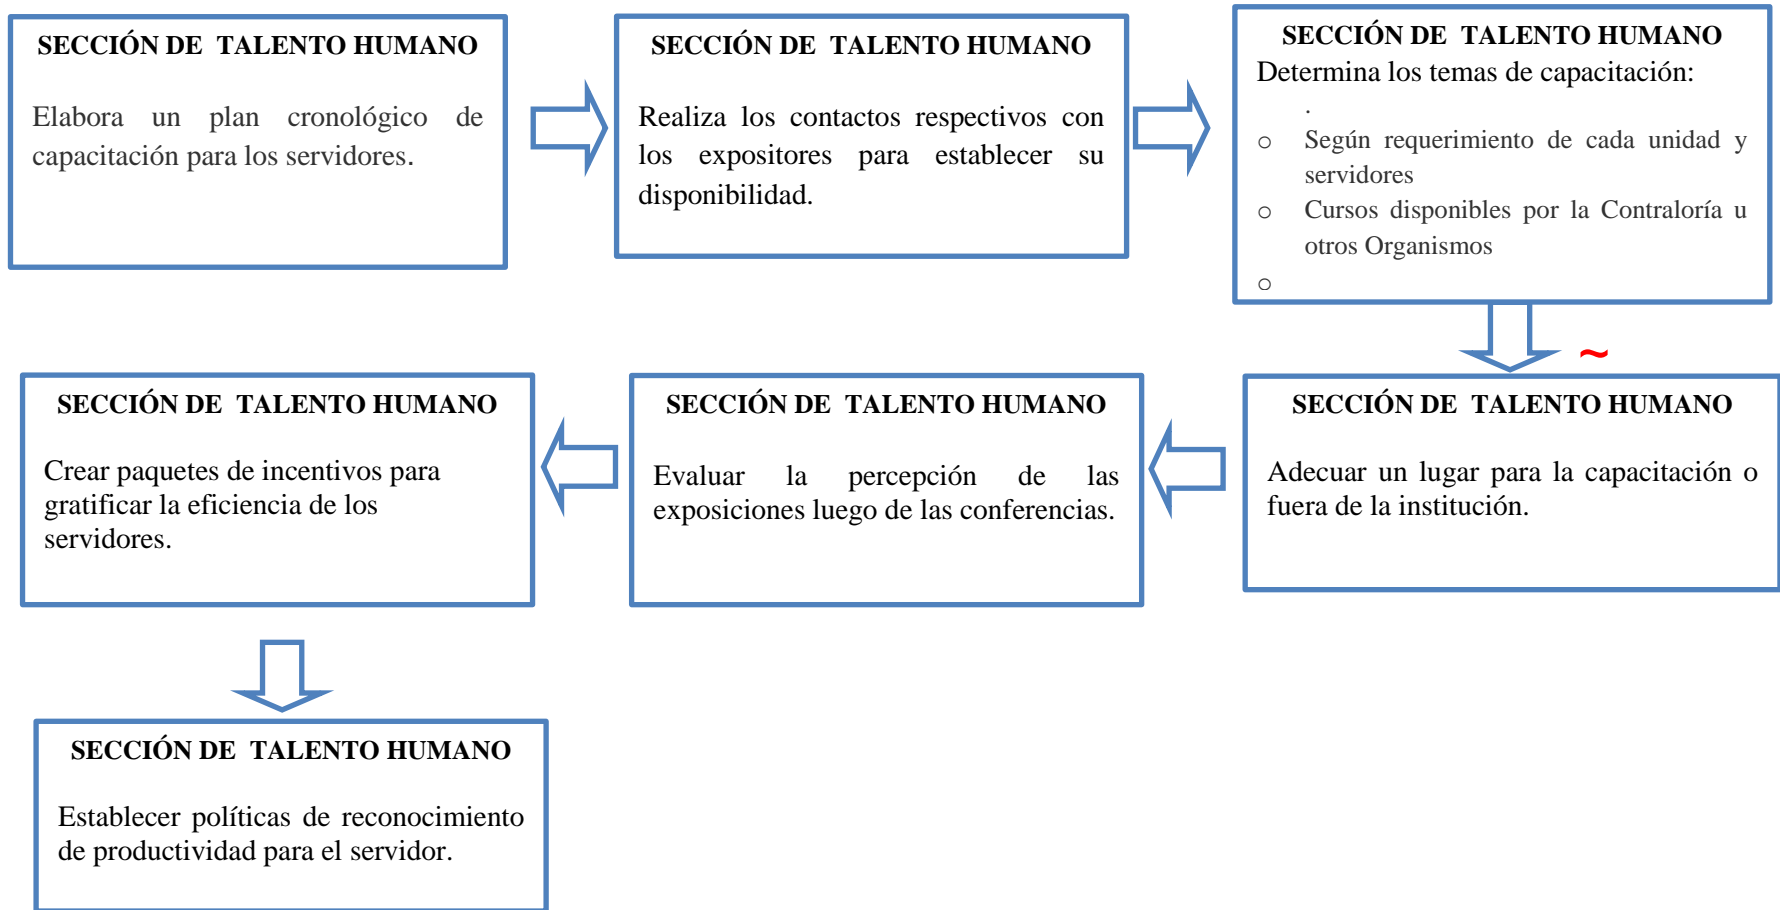 SECCIÓN DE TALENTO HUMANO
Elabora un plan cronológico de
capacitación para los servidores.
SECCIÓN DE TALENTO HUMANO
Realiza los contactos respectivos con
los expositores para establecer su
disponibilidad.
SECCIÓN DE TALENTO HUMANO
Determina los temas de capacitación:
.
o Según requerimiento de cada unidad y
servidores
o Cursos disponibles por la Contraloría u
otros Organismos
o
~
SECCIÓN DE TALENTO HUMANO
Adecuar un lugar para la capacitación o
fuera de la institución.
SECCIÓN DE TALENTO HUMANO
Evaluar la percepción de las
exposiciones luego de las conferencias.
SECCIÓN DE TALENTO HUMANO
Crear paquetes de incentivos para
gratificar la eficiencia de los
servidores.
SECCIÓN DE TALENTO HUMANO
Establecer políticas de reconocimiento
de productividad para el servidor.